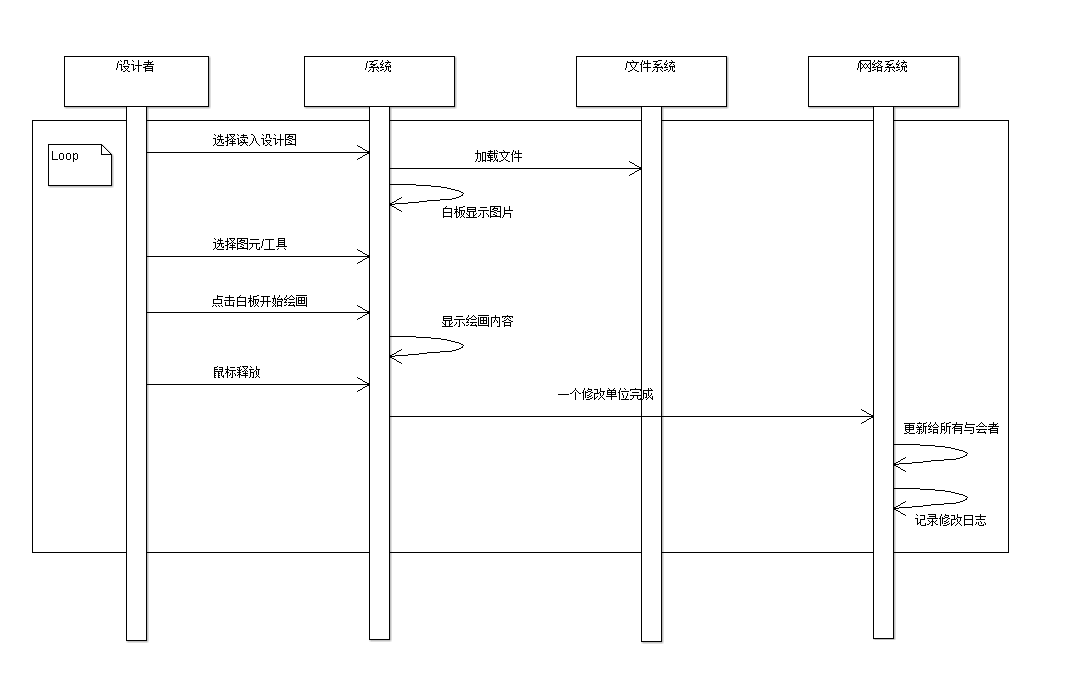 /设计者
/系统
/文件系统
/网络系统
Loop
选择读入设计图
加载文件
白板显示图片
选择图元/工具
点击白板开始绘画
显示绘画内容
鼠标释放
一个修改单位完成
更新给所有与会者
记录修改日志